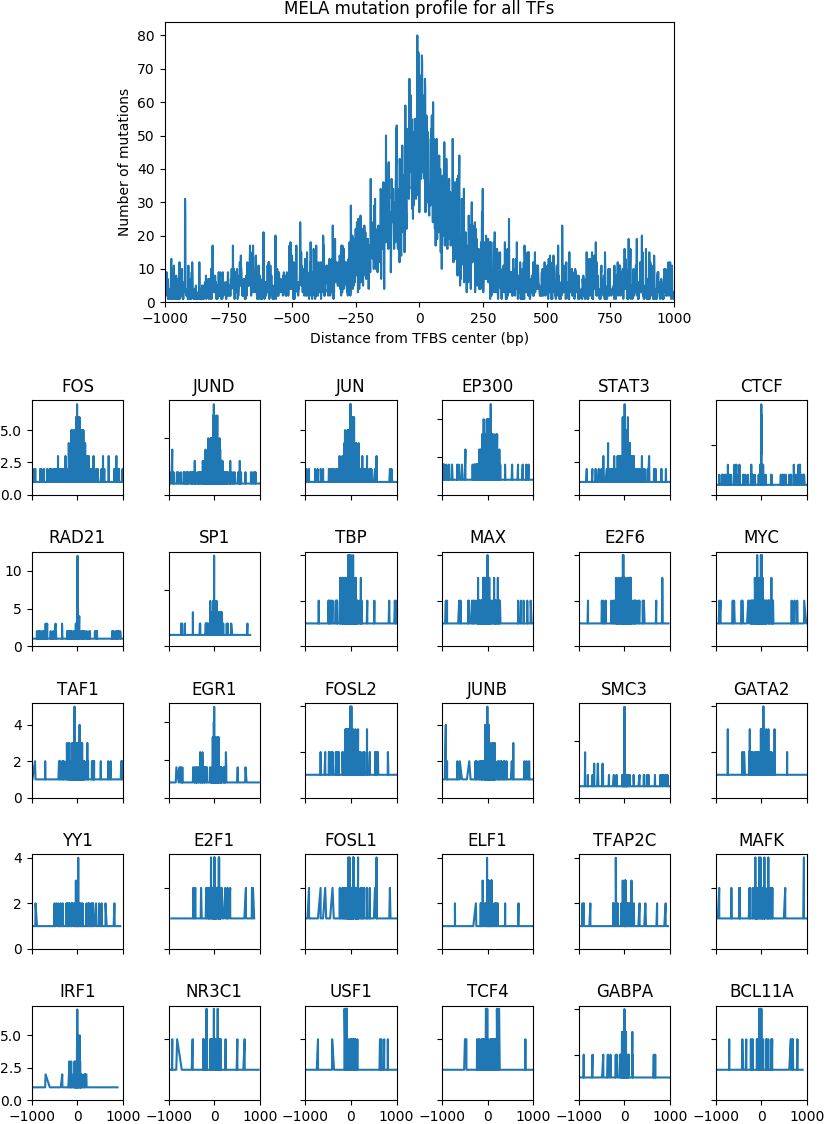 MELA mutation profile for all TFs
80
70
60
50
40
30
20
10
0
Number of mutations
−1000 −750 −500 −250 0 250 500 750 1000
Distance from TFBS center (bp)
FOS JUND JUN EP300 STAT3 CTCF
5.0
2.5
0.0
RAD21 SP1 TBP MAX E2F6 MYC
10
5
0
TAF1 EGR1 FOSL2 JUNB SMC3 GATA2
4
2
0
YY1 E2F1 FOSL1 ELF1 TFAP2C MAFK
4
2
0
IRF1 NR3C1 USF1 TCF4 GABPA BCL11A
5.0
2.5
0.0
−1000 0 1000 −1000 0 1000 −1000 0 1000 −1000 0 1000 −1000 0 1000 −1000 0 1000